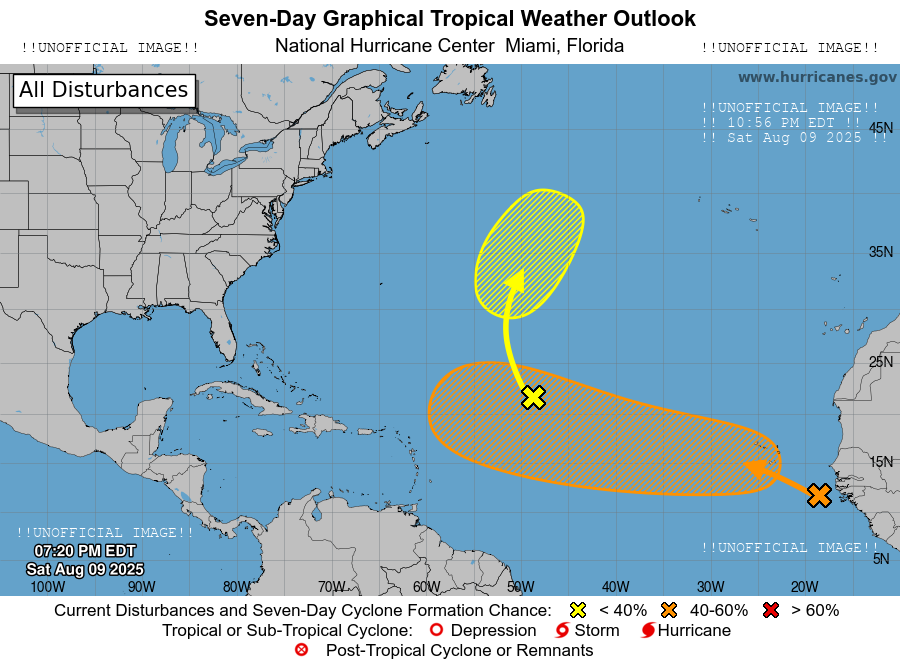 Seven-Day Graphical Tropical Weather Outlook
!!UNOFFICIAL IMAGE!! National Hurricane Center Miami, Florida !!UNOFFICIAL IMAGE!!
All Disturbances
www.hurricanes.gov
!!UNOFFICIAL IMAGE!!
!! 10:56 PM EDT !!
!! Sat Aug 09 2025 !!
45N
35N
25N
15N
!!UNOFFICIAL IMAGE!!
07:20 PM EDT
Sat Aug 09 2025
!!UNOFFICIAL IMAGE!!
5N
100W 90W 80W 70W 60W 50W 40W 30W 20W
Current Disturbances and Seven-Day Cyclone Formation Chance: < 40% 40-60% > 60%
Tropical or Sub-Tropical Cyclone: Depression Storm Hurricane
Post-Tropical Cyclone or Remnants